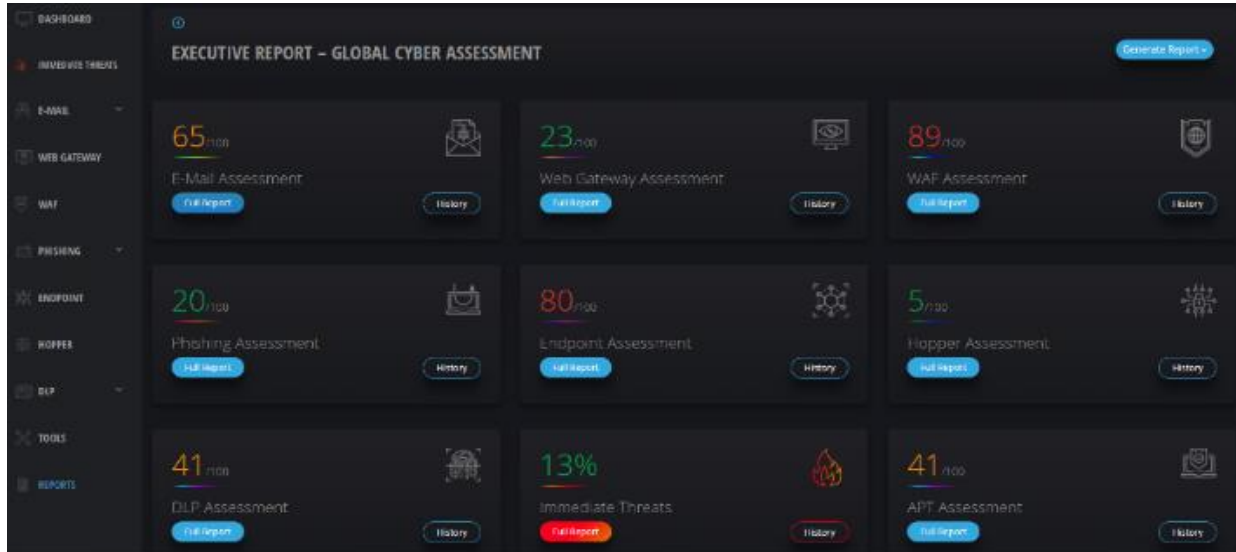 DASHBOARD
IMMEDIATE THREATS
E-MAIL
WEB GATEWAY
WAF
PHISHING
ENDPOINT
HOPPER
DLP
TOOLS
REPORTS
EXECUTIVE REPORT – GLOBAL CYBER ASSESSMENT
Generate Report
65/100
E-Mail Assessment
Full Report
History
23/100
Web Gateway Assessment
Full Report
History
89/100
WAF Assessment
Full Report
History
20/100
Phishing Assessment
Full Report
History
80/100
Endpoint Assessment
Full Report
History
5/100
Hopper Assessment
Full Report
History
41/100
DLP Assessment
Full Report
History
13%
Immediate Threats
Full Report
History
41/100
APT Assessment
Full Report
History